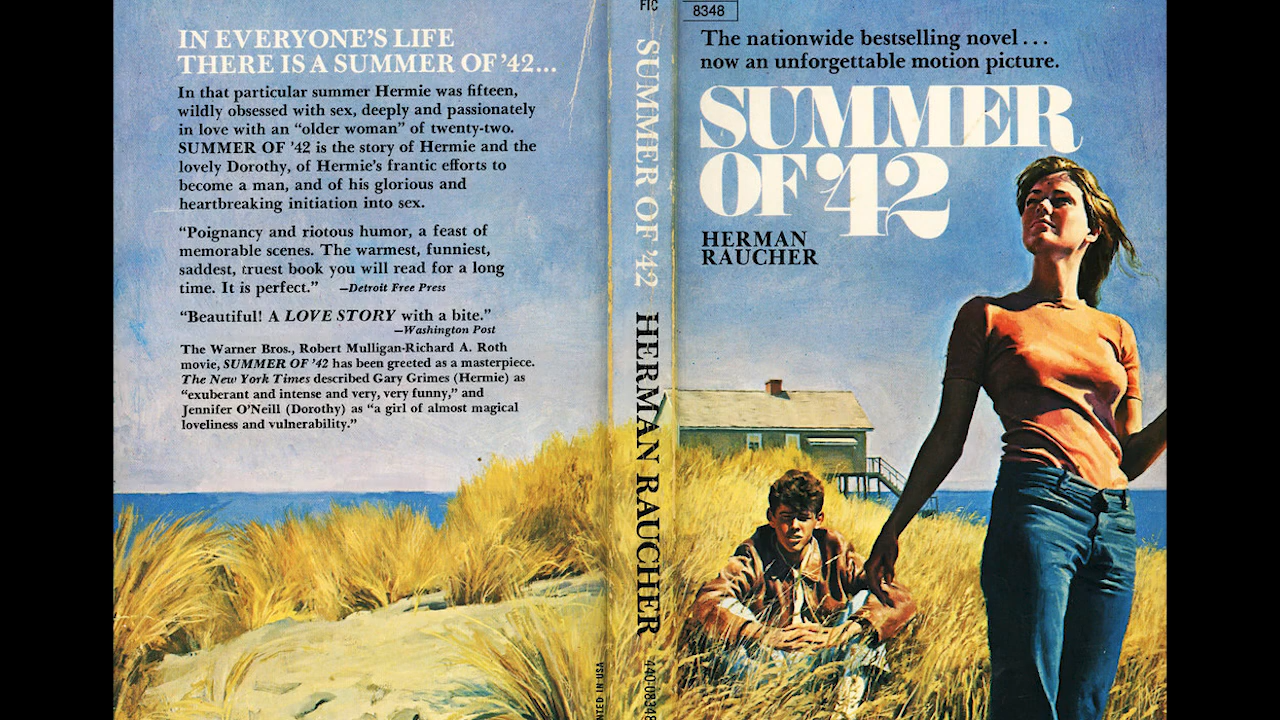 IN EVERYONE'S LIFE
THERE IS A SUMMER OF '42...
In that particular summer Hermie was fifteen,
wildly obsessed with sex, deeply and passionately
in love with an "older woman" of twenty-two.
SUMMER OF '42 is the story of Hermie and the
lovely Dorothy, of Hermie's frantic efforts to
become a man, and of his glorious and
heartbreaking initiation into sex.
"Poignancy and riotous humor, a feast of
memorable scenes. The warmest, funniest,
saddest, truest book you will read for a long
time. It is perfect." —Detroit Free Press
"Beautiful! A LOVE STORY with a bite."
—Washington Post
The Warner Bros., Robert Mulligan-Richard A. Roth
movie, SUMMER OF '42 has been greeted as a masterpiece.
The New York Times described Gary Grimes (Hermie) as
"exuberant and intense and very, very funny," and
Jennifer O'Neill (Dorothy) as "a girl of almost magical
loveliness and vulnerability."
FIC
SUMMER OF '42 HERMAN RAUCHER
IN USA
8348
The nationwide bestselling novel...
now an unforgettable motion picture.
SUMMER
OF '42
HERMAN
RAUCHER